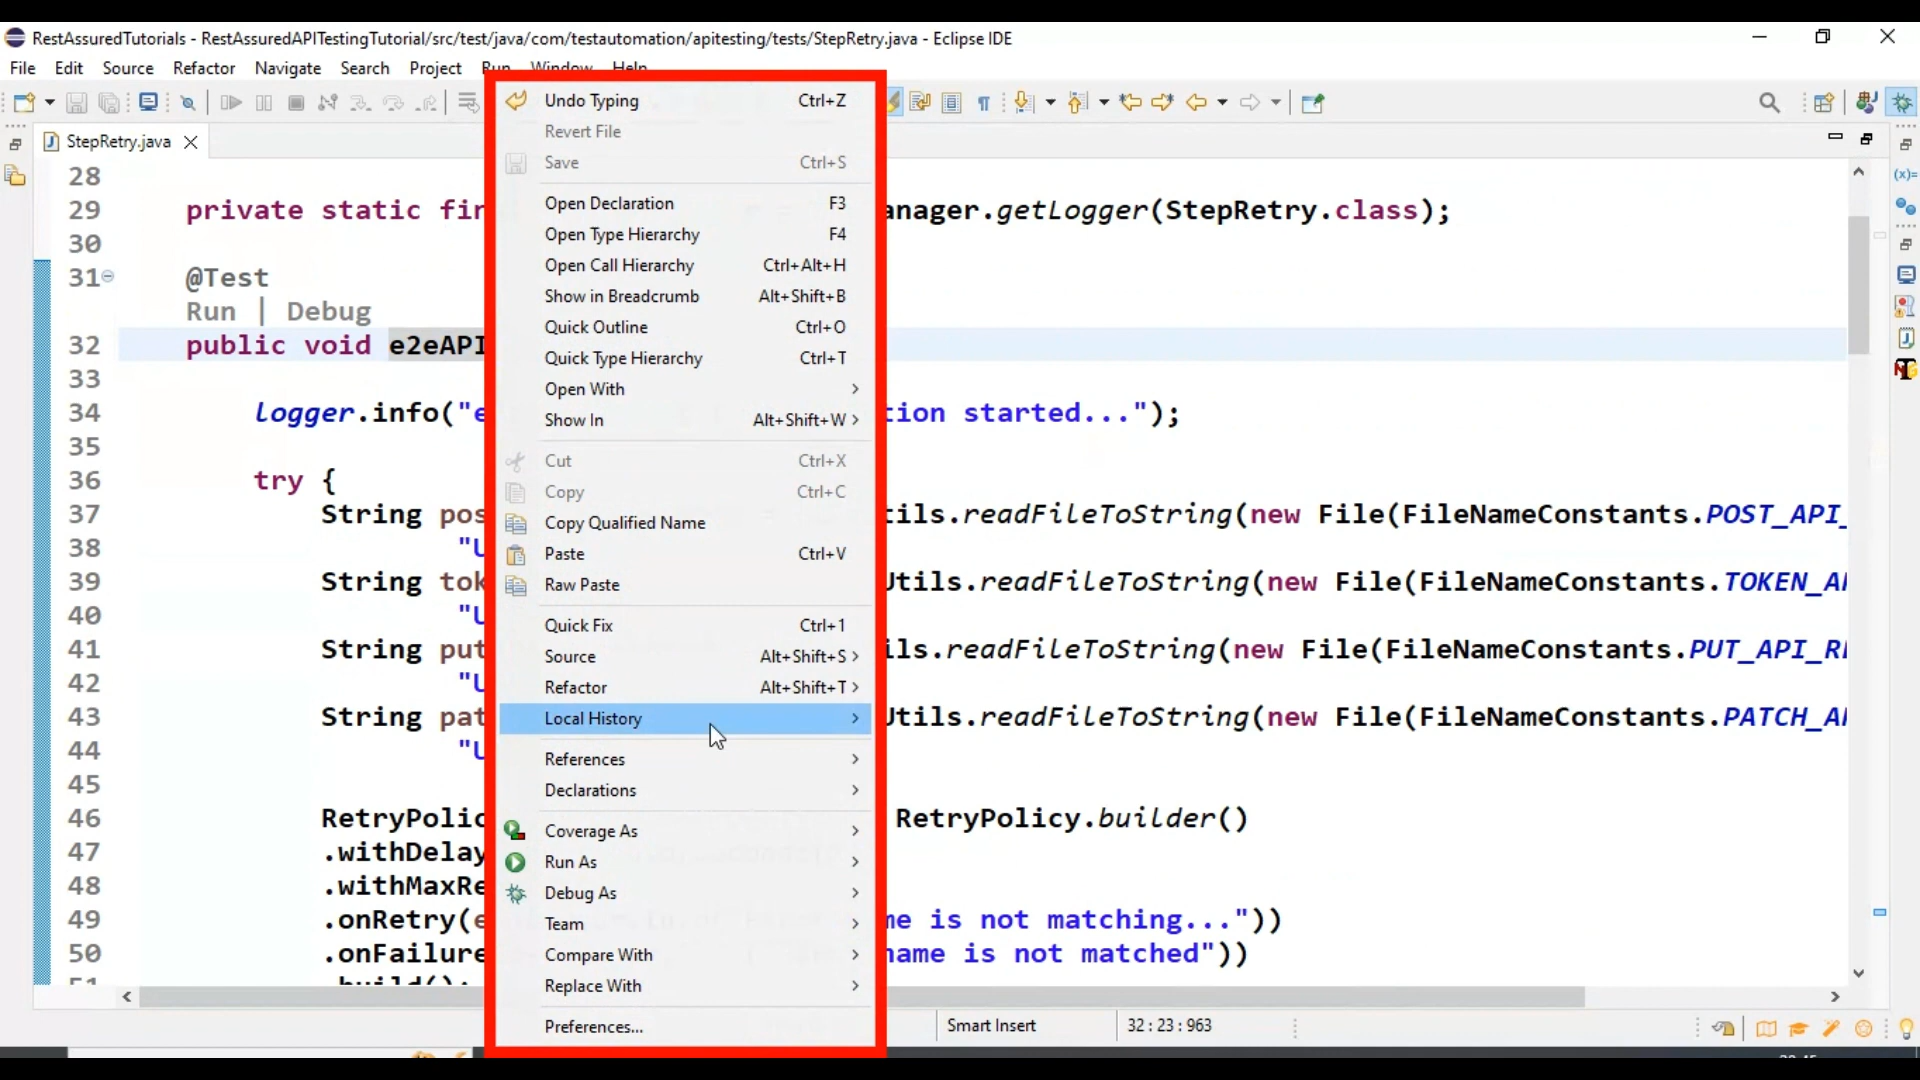 RestAssuredTutorials - RestAssuredAPITestingTutorial/src/test/java/com/testautomation/apitesting/tests/StepRetry.java - Eclipse IDE
File Edit Source Refactor Navigate Search Project Run Window Help
StepRetry.java
28
29 private static fin anager.getLogger(StepRetry.class);
30
31 @Test
Run | Debug
32 public void e2eAPI
33
34 logger.info("e tion started...");
35
36 try {
37 String pos tils.readFileToString(new File(FileNameConstants.POST_API_
38 "U
39 String tok Utils.readFileToString(new File(FileNameConstants.TOKEN_A
40 "U
41 String put ils.readFileToString(new File(FileNameConstants.PUT_API_R
42 "U
43 String pat Utils.readFileToString(new File(FileNameConstants.PATCH_A
44 "U
45
46 RetryPolic RetryPolicy.builder()
47 .withDelay
48 .withMaxRe
49 .onRetry(e me is not matching..."))
50 .onFailure name is not matched"))
51 .build();
Undo Typing Ctrl+Z
Revert File
Save Ctrl+S
Open Declaration F3
Open Type Hierarchy F4
Open Call Hierarchy Ctrl+Alt+H
Show in Breadcrumb Alt+Shift+B
Quick Outline Ctrl+O
Quick Type Hierarchy Ctrl+T
Open With
Show In Alt+Shift+W
Cut Ctrl+X
Copy Ctrl+C
Copy Qualified Name
Paste Ctrl+V
Raw Paste
Quick Fix Ctrl+1
Source Alt+Shift+S
Refactor Alt+Shift+T
Local History
References
Declarations
Coverage As
Run As
Debug As
Team
Compare With
Replace With
Preferences...
Smart Insert 32 : 23 : 963